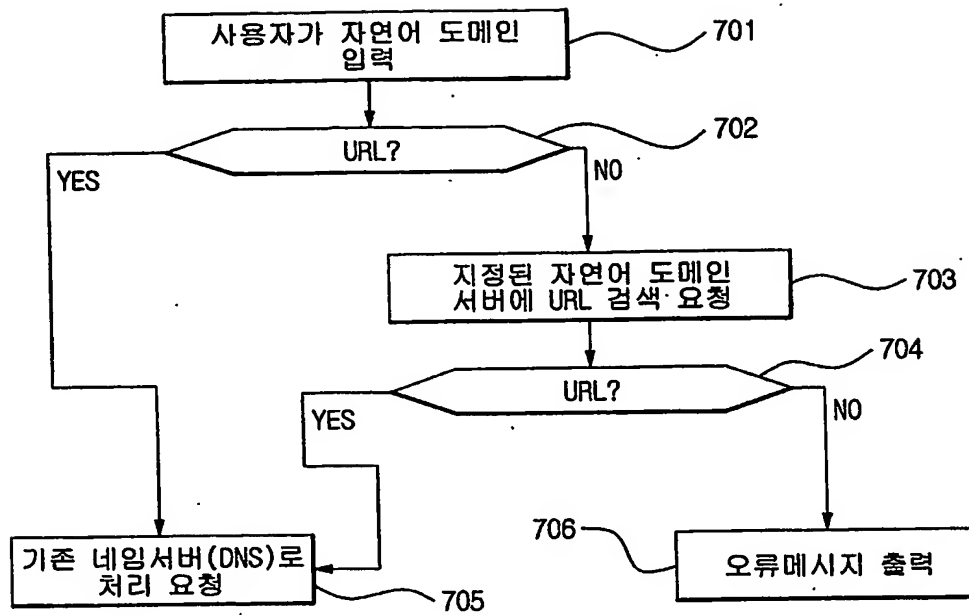 사용자가 자연어 도메인
입력
701
URL?
702
YES
NO
지정된 자연어 도메인
서버에 URL 검색 요청
703
URL?
704
YES
NO
기존 네임서버(DNS)로
처리 요청
705
706
오류메시지 출력